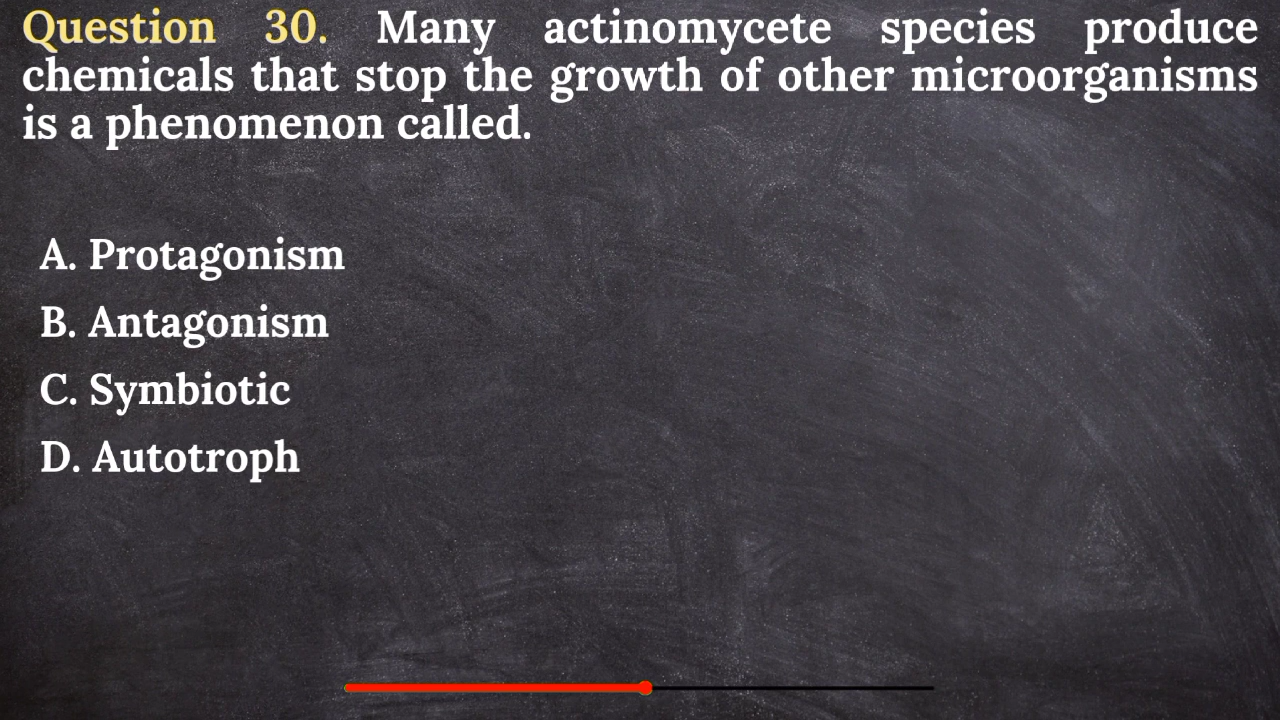 Question 30. Many actinomycete species produce
chemicals that stop the growth of other microorganisms
is a phenomenon called.
A. Protagonism
B. Antagonism
C. Symbiotic
D. Autotroph